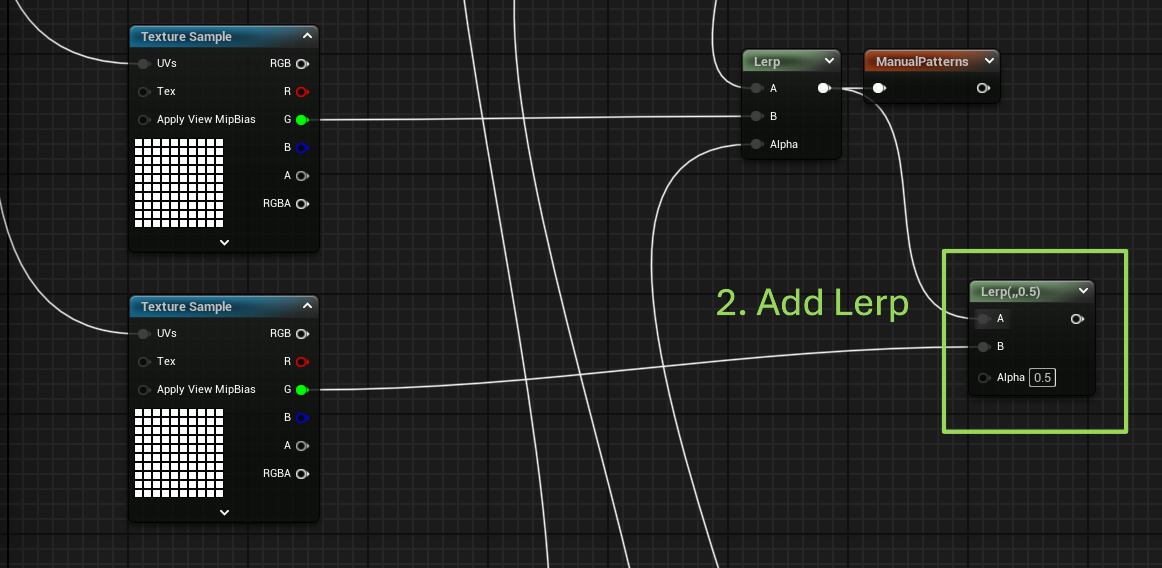 Texture Sample
UVs RGB
Tex R
Apply View MipBias G
B
A
RGBA
Texture Sample
UVs RGB
Tex R
Apply View MipBias G
B
A
RGBA
Lerp
A
B
Alpha
ManualPatterns
2. Add Lerp
Lerp(,,0.5)
A
B
Alpha 0.5